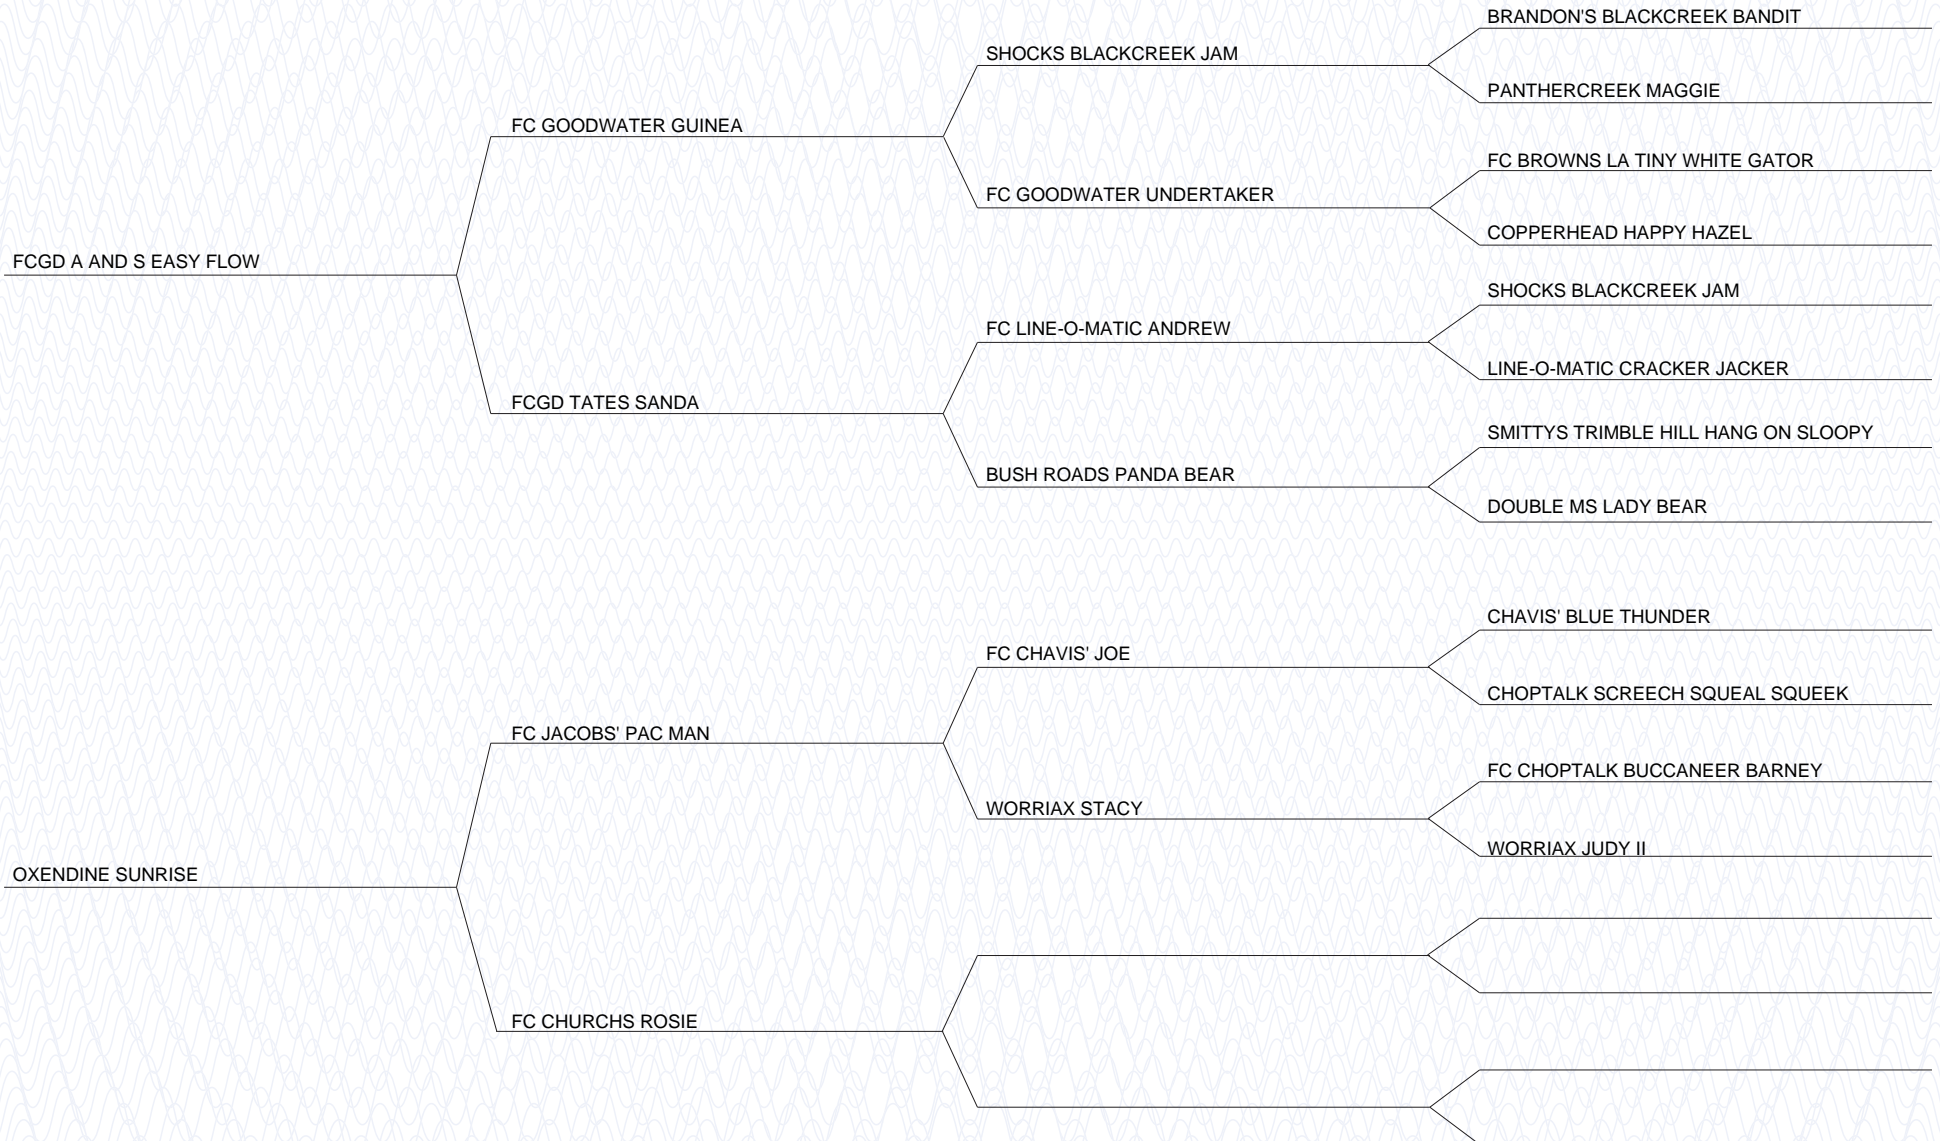 BRANDON'S BLACKCREEK BANDIT
SHOCKS BLACKCREEK JAM
PANTHERCREEK MAGGIE
FC GOODWATER GUINEA
FC BROWNS LA TINY WHITE GATOR
FC GOODWATER UNDERTAKER
COPPERHEAD HAPPY HAZEL
FCGD A AND S EASY FLOW
SHOCKS BLACKCREEK JAM
FC LINE-O-MATIC ANDREW
LINE-O-MATIC CRACKER JACKER
FCGD TATES SANDA
SMITTYS TRIMBLE HILL HANG ON SLOOPY
BUSH ROADS PANDA BEAR
DOUBLE MS LADY BEAR
CHAVIS' BLUE THUNDER
FC CHAVIS' JOE
CHOPTALK SCREECH SQUEAL SQUEEK
FC JACOBS' PAC MAN
FC CHOPTALK BUCCANEER BARNEY
WORRIAX STACY
WORRIAX JUDY II
OXENDINE SUNRISE
FC CHURCHS ROSIE